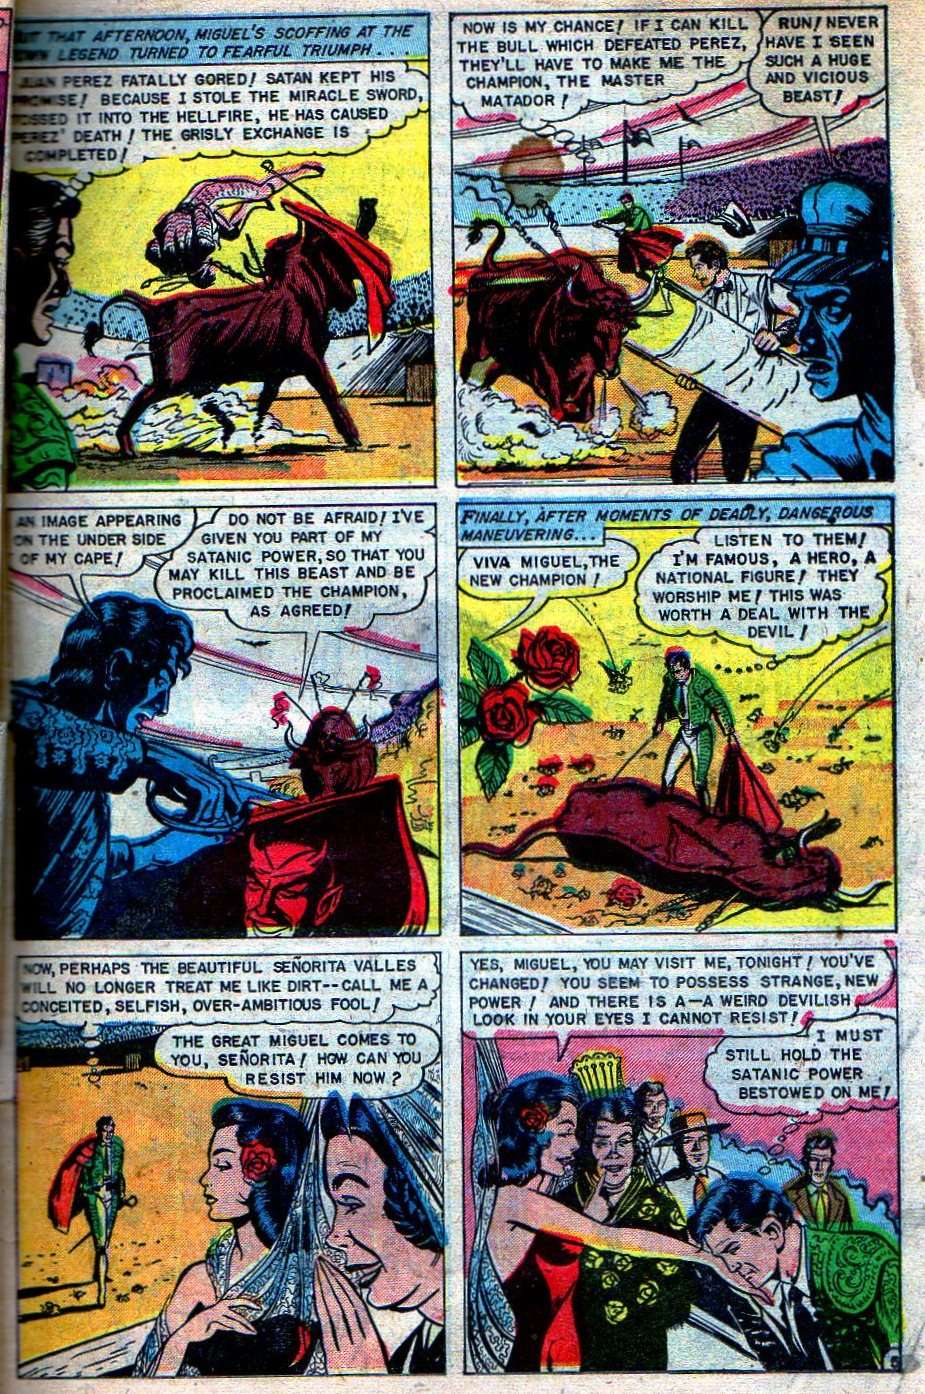 THAT AFTERNOON, MIGUEL'S SCOFFING AT THE
LEGEND TURNED TO FEARFUL TRIUMPH...
JUAN PEREZ FATALLY GORED! SATAN KEPT HIS
PROMISE! BECAUSE I STOLE THE MIRACLE SWORD,
TOSSED IT INTO THE HELLFIRE, HE HAS CAUSED
PEREZ' DEATH! THE GRISLY EXCHANGE IS
COMPLETED!
NOW IS MY CHANCE! IF I CAN KILL
THE BULL WHICH DEFEATED PEREZ,
THEY'LL HAVE TO MAKE ME THE
CHAMPION, THE MASTER
MATADOR!
RUN! NEVER
HAVE I SEEN
SUCH A HUGE
AND VICIOUS
BEAST!
AN IMAGE APPEARING
ON THE UNDER SIDE
OF MY CAPE!
DO NOT BE AFRAID! I'VE
GIVEN YOU PART OF MY
SATANIC POWER, SO THAT YOU
MAY KILL THIS BEAST AND BE
PROCLAIMED THE CHAMPION,
AS AGREED!
FINALLY, AFTER MOMENTS OF DEADLY, DANGEROUS
MANEUVERING...
VIVA MIGUEL, THE
NEW CHAMPION!
LISTEN TO THEM!
I'M FAMOUS, A HERO, A
NATIONAL FIGURE! THEY
WORSHIP ME! THIS WAS
WORTH A DEAL WITH THE
DEVIL!
NOW, PERHAPS THE BEAUTIFUL SEÑORITA VALLES
WILL NO LONGER TREAT ME LIKE DIRT--CALL ME A
CONCEITED, SELFISH, OVER-AMBITIOUS FOOL!
THE GREAT MIGUEL COMES TO
YOU, SEÑORITA! HOW CAN YOU
RESIST HIM NOW?
YES, MIGUEL, YOU MAY VISIT ME, TONIGHT! YOU'VE
CHANGED! YOU SEEM TO POSSESS STRANGE, NEW
POWER! AND THERE IS A--A WEIRD DEVILISH
LOOK IN YOUR EYES I CANNOT RESIST!
I MUST
STILL HOLD THE
SATANIC POWER
BESTOWED ON ME!